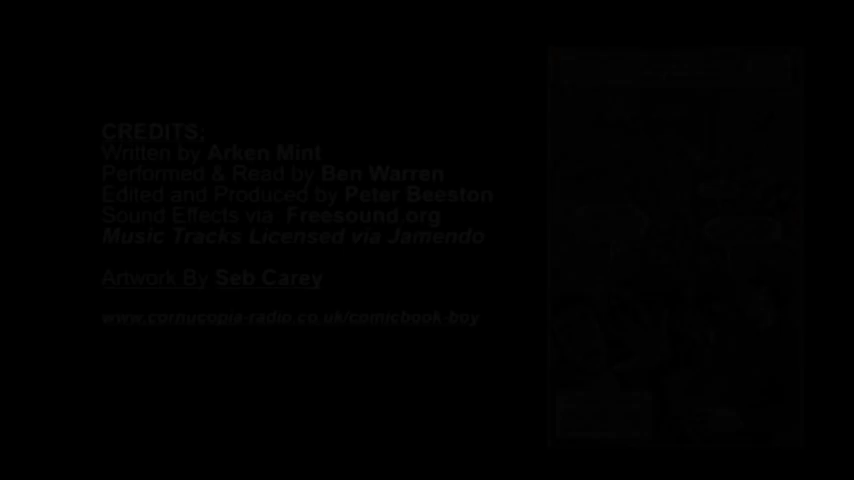 CREDITS;
Written by Arken Mint
Performed & Read by Ben Warren
Edited and Produced by Peter Beeston
Sound Effects via Freesound.org
Music Tracks Licensed via Jamendo
Artwork By Seb Carey
www.cornucopia-radio.co.uk/comicbook-boy